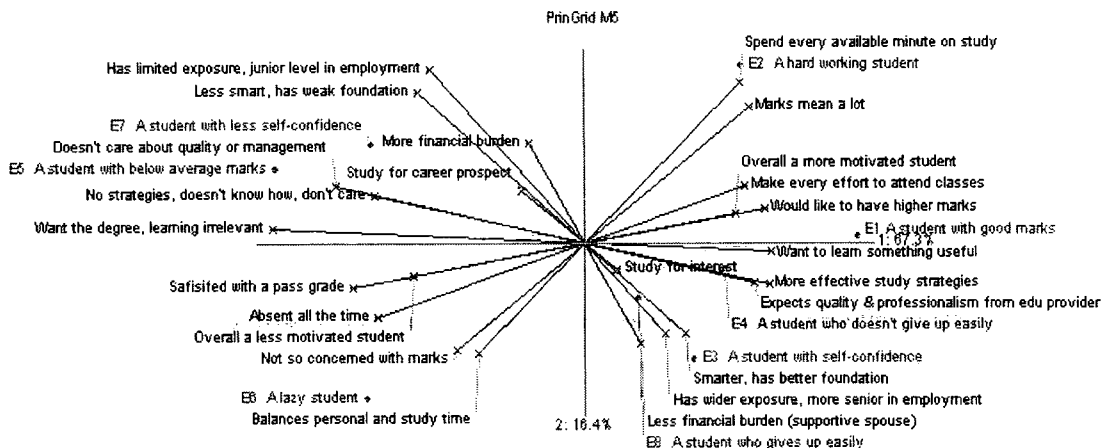 PrinGrid M5
Spend every available minute on study
E2 A hard working student
Has limited exposure, junior level in employment
Less smart, has weak foundation
Marks mean a lot
E7 A student with less self-confidence
More financial burden
Doesn't care about quality or management
Overall a more motivated student
E5 A student with below average marks
Study for career prospect
Make every effort to attend classes
No strategies, doesn't know how, don't care
Would like to have higher marks
Want the degree, learning irrelevant
E1 A student with good marks
1: 67.3%
Want to learn something useful
Study for interest
Safisifed with a pass grade
More effective study strategies
Expects quality & professionalism from edu provider
Absent all the time
E4 A student who doesn't give up easily
Overall a less motivated student
Not so concerned with marks
E3 A student with self-confidence
Smarter, has better foundation
E6 A lazy student
Has wider exposure, more senior in employment
Balances personal and study time
2: 16.4%
Less financial burden (supportive spouse)
E8 A student who gives up easily